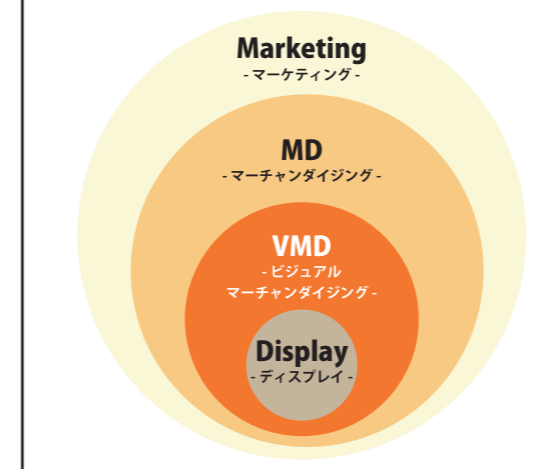 Marketing
- マーケティング -
MD
- マーチャンダイジング -
VMD
- ビジュアル
マーチャンダイジング -
Display
- ディスプレイ -